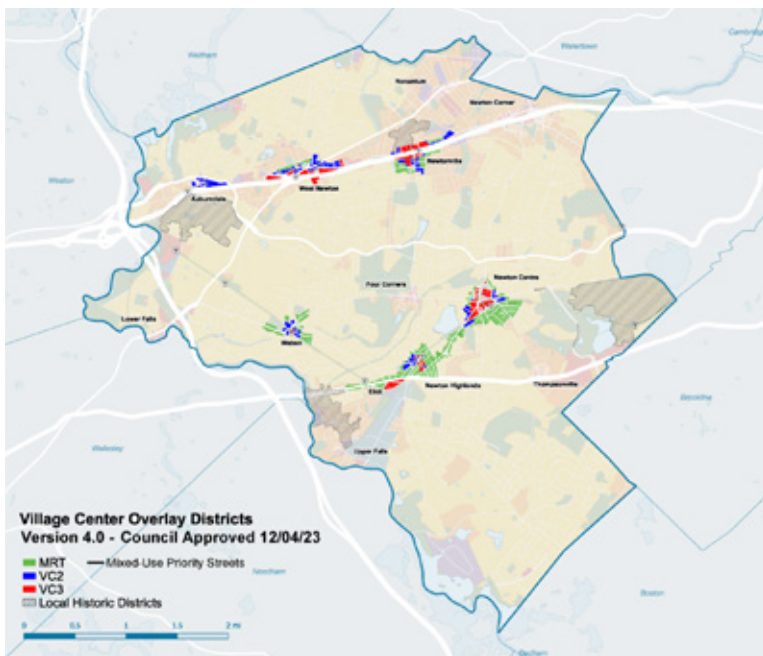 Waltham
Watertown
Cambridge
Nonantum
Newton Corner
Newtonville
West Newton
Weston
Auburndale
Newton Centre
Four Corners
Lower Falls
Waban
Eliot
Newton Highlands
Thompsonville
Brookline
Wellesley
Upper Falls
Village Center Overlay Districts
Version 4.0 - Council Approved 12/04/23
MRT
Mixed-Use Priority Streets
VC2
VC3
Local Historic Districts
Needham
Boston
0 0.5 1 1.5 2 mi
Dedham